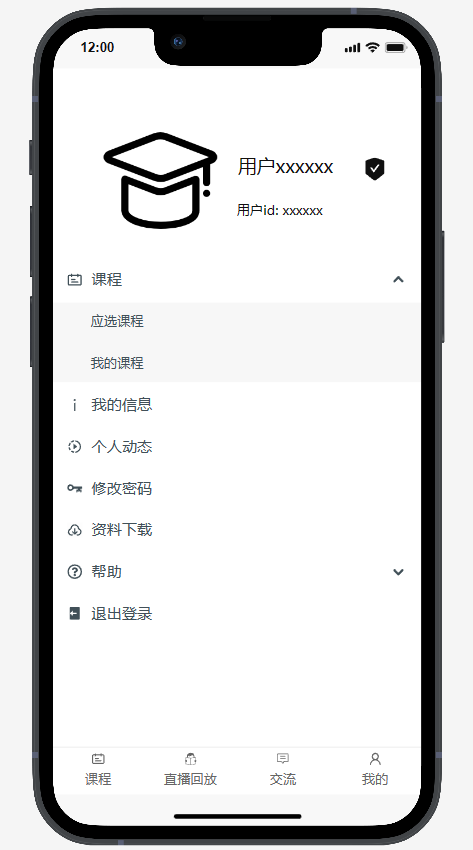 12:00
用户xxxxxx
用户id: xxxxxx
课程
应选课程
我的课程
我的信息
个人动态
修改密码
资料下载
帮助
退出登录
课程 直播回放 交流 我的